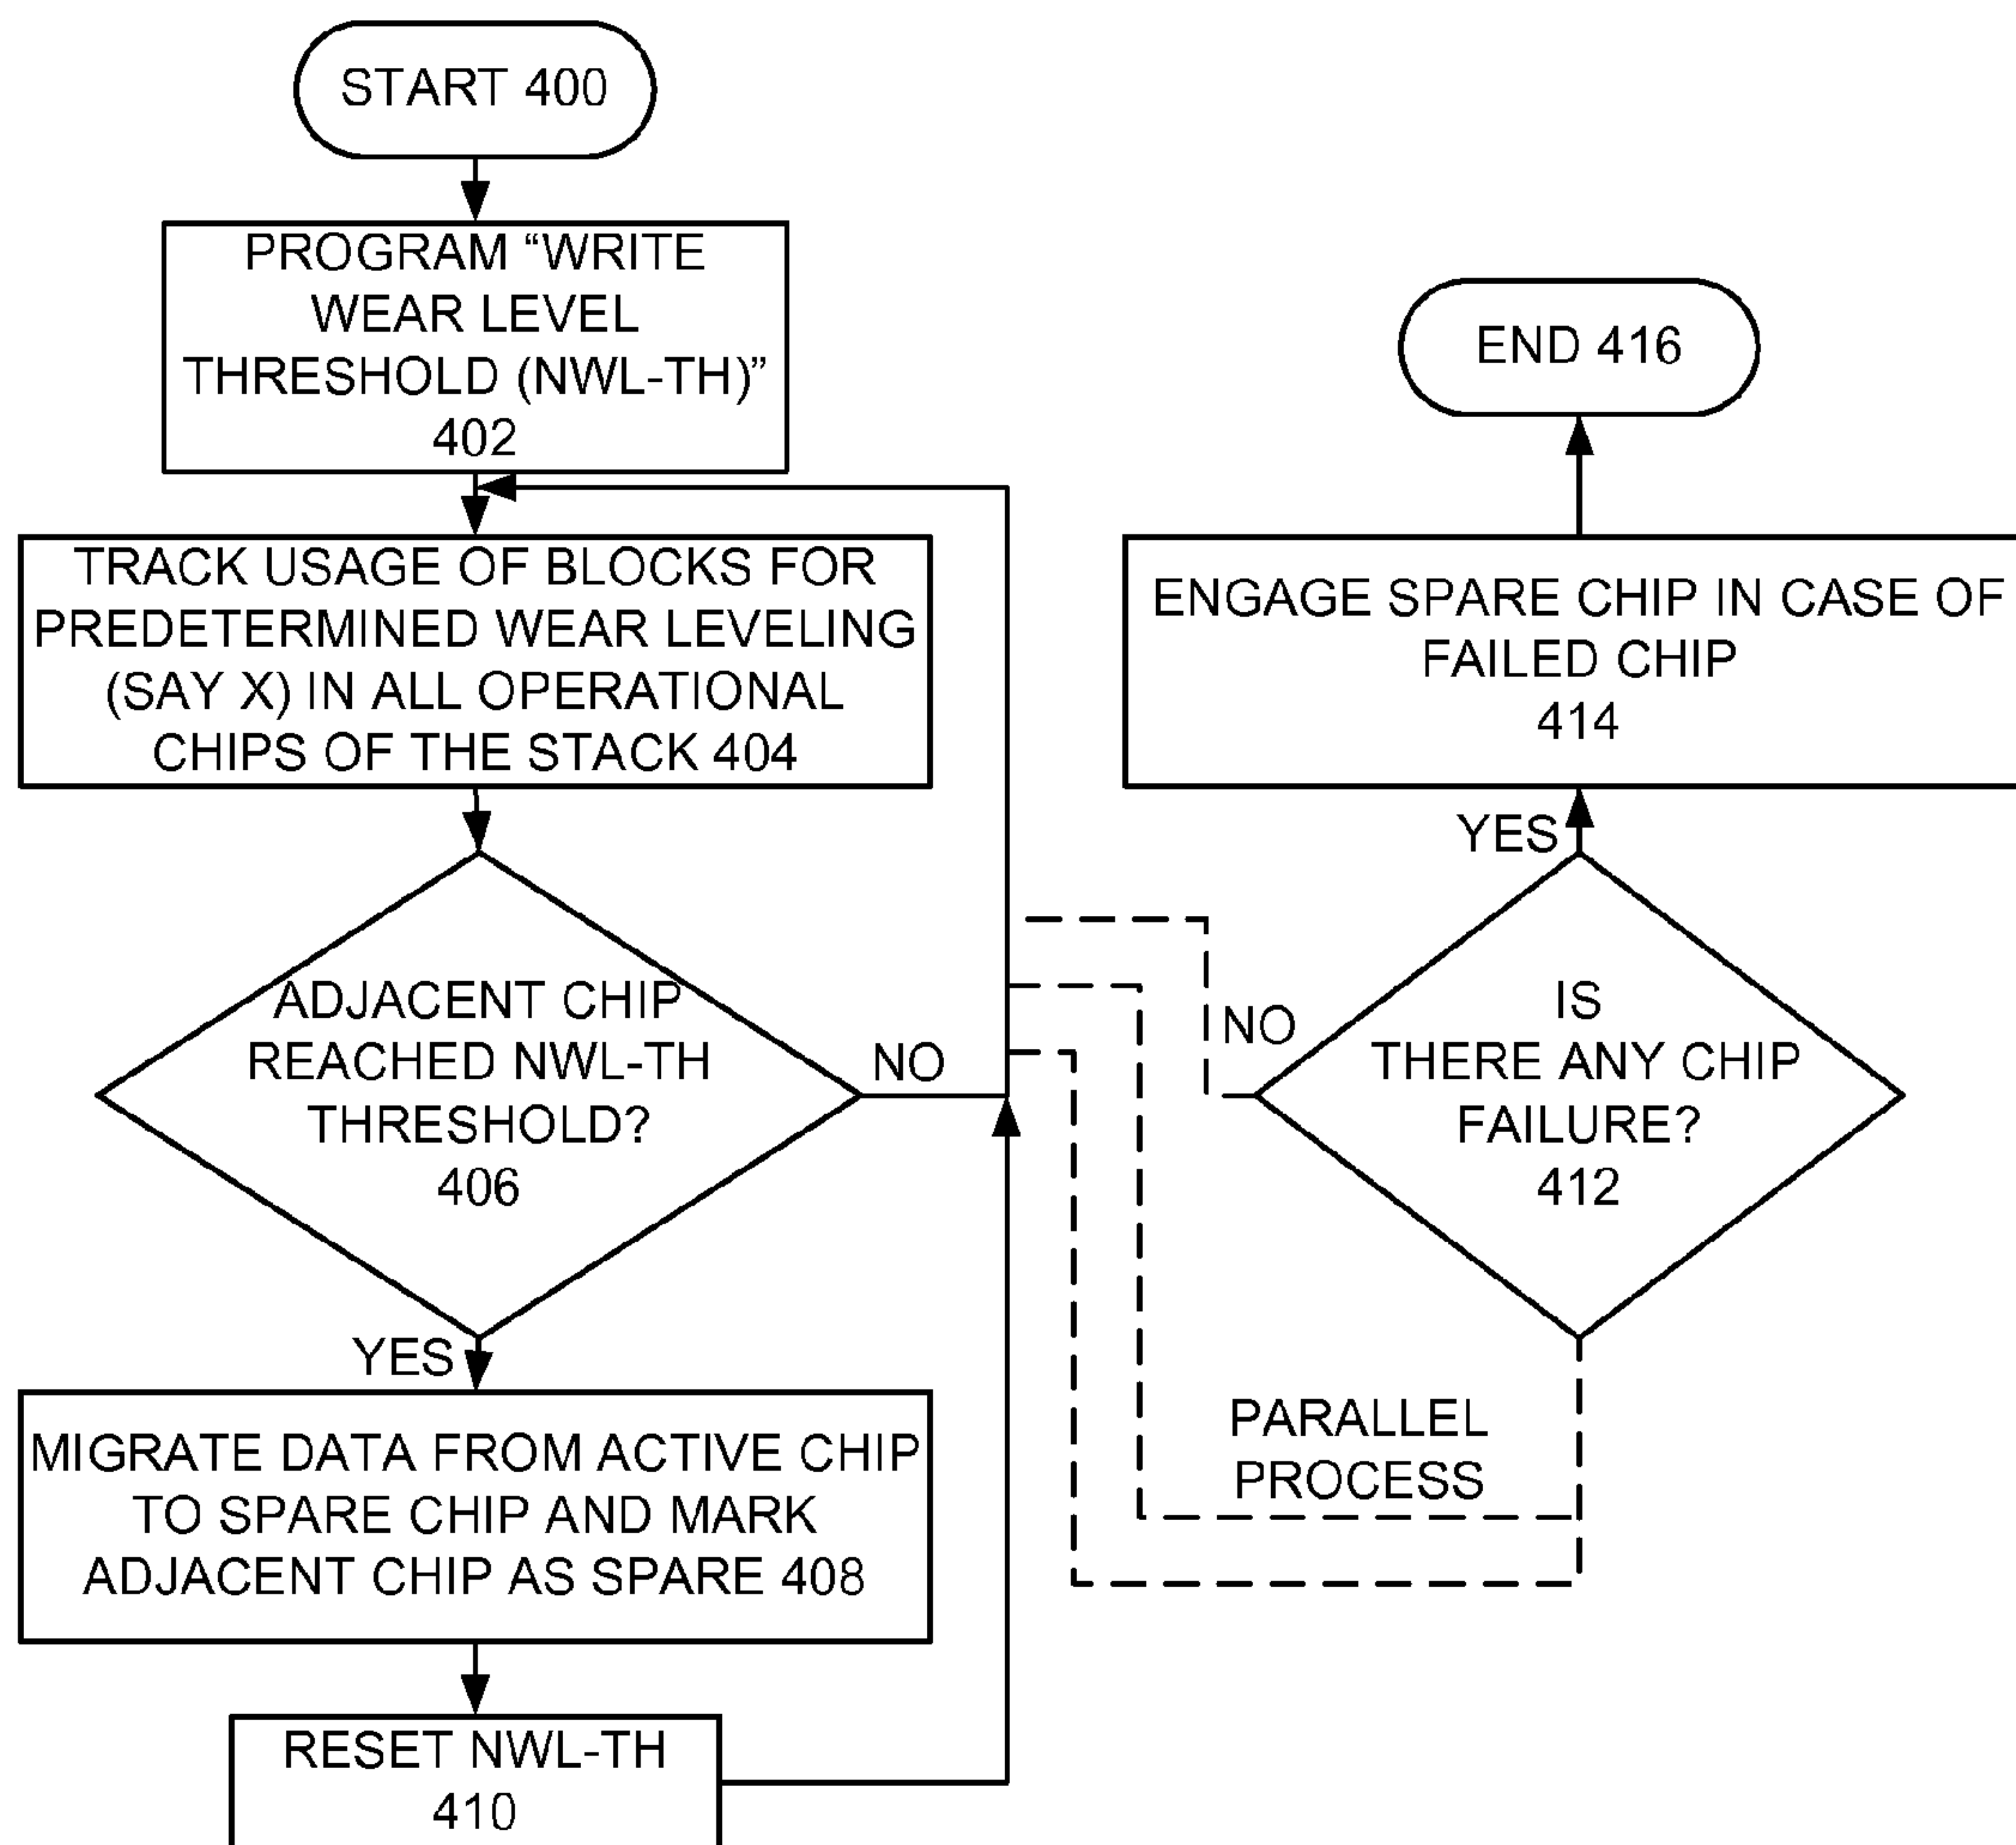 START 400
PROGRAM “WRITE
WEAR LEVEL
THRESHOLD (NWL-TH)”
402
TRACK USAGE OF BLOCKS FOR
PREDETERMINED WEAR LEVELING
(SAY X) IN ALL OPERATIONAL
CHIPS OF THE STACK 404
ADJACENT CHIP
REACHED NWL-TH
THRESHOLD?
406
NO
YES
MIGRATE DATA FROM ACTIVE CHIP
TO SPARE CHIP AND MARK
ADJACENT CHIP AS SPARE 408
RESET NWL-TH
410
END 416
ENGAGE SPARE CHIP IN CASE OF
FAILED CHIP
414
YES
IS
THERE ANY CHIP
FAILURE?
412
NO
PARALLEL
PROCESS